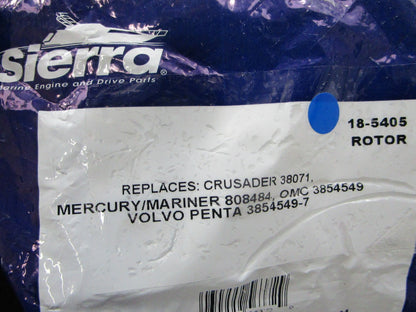 Sierra
Marine Engine and Drive Parts
18-5405
ROTOR
REPLACES: CRUSADER 38071,
MERCURY/MARINER 808484, OMC 3854549
VOLVO PENTA 3854549-7